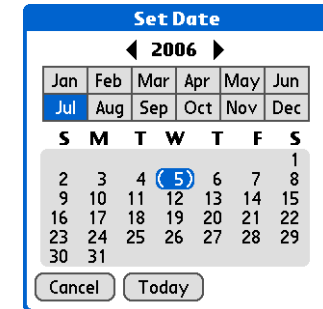 Set Date
2006
Jan Feb Mar Apr May Jun
Jul Aug Sep Oct Nov Dec
S M T W T F S
1
2 3 4 (5) 6 7 8
9 10 11 12 13 14 15
16 17 18 19 20 21 22
23 24 25 26 27 28 29
30 31
Cancel Today